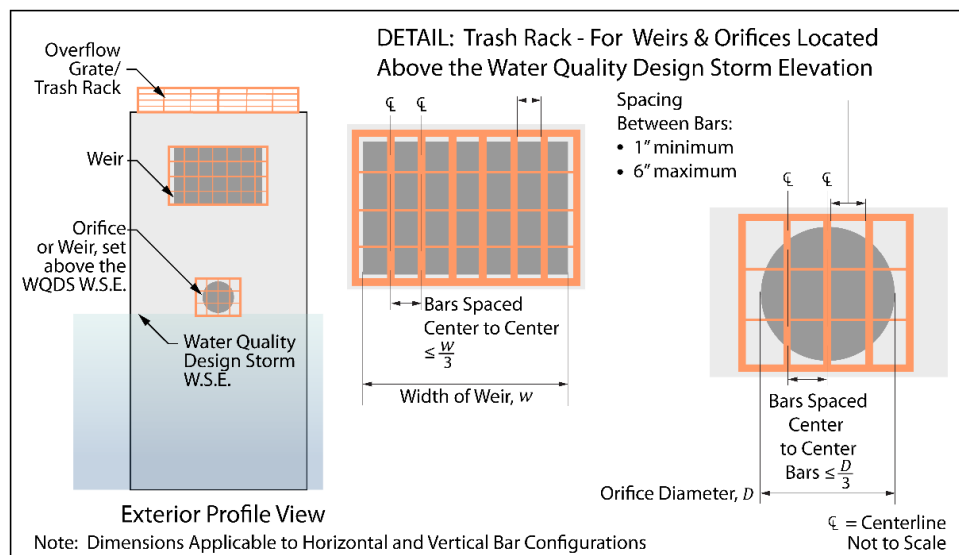 DETAIL: Trash Rack - For Weirs & Orifices Located
Above the Water Quality Design Storm Elevation
Overflow
Grate/
Trash Rack
Weir
Orifice
or Weir, set
above the
WQDS W.S.E.
Water Quality
Design Storm
W.S.E.
Exterior Profile View
℄ ℄
Bars Spaced
Center to Center
≤ W/3
Width of Weir, W
Spacing
Between Bars:
• 1” minimum
• 6” maximum
℄ ℄
Bars Spaced
Center
to Center
Bars ≤ D/3
Orifice Diameter, D
℄ = Centerline
Not to Scale
Note: Dimensions Applicable to Horizontal and Vertical Bar Configurations